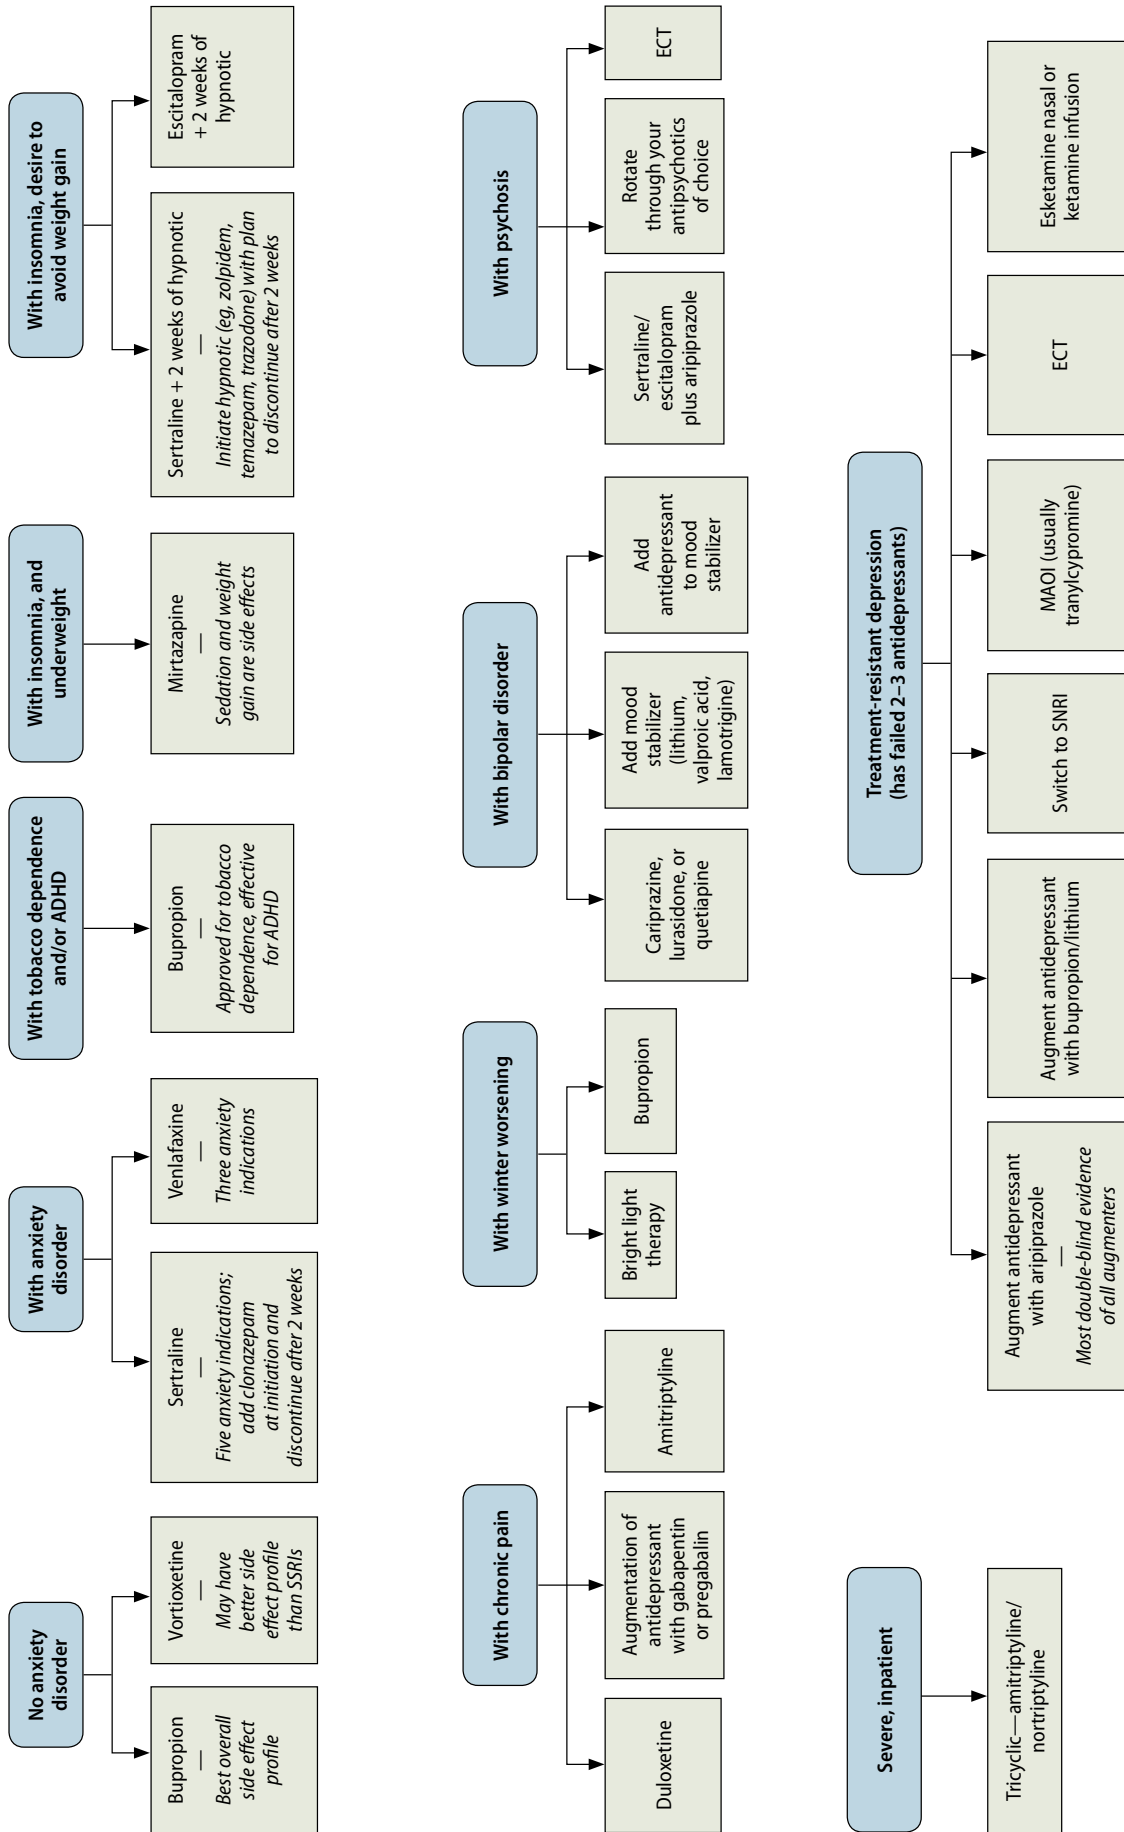 No anxiety
disorder
Bupropion
—
Best overall
side effect
profile
Vortioxetine
—
May have
better side
effect profile
than SSRIs
With anxiety
disorder
Sertraline
—
Five anxiety indications;
add clonazepam
at initiation and
discontinue after 2 weeks
Venlafaxine
—
Three anxiety
indications
With tobacco dependence
and/or ADHD
Bupropion
—
Approved for tobacco
dependence, effective
for ADHD
With insomnia, and
underweight
Mirtazapine
—
Sedation and weight
gain are side effects
With insomnia, desire to
avoid weight gain
Sertraline + 2 weeks of hypnotic
—
Initiate hypnotic (eg, zolpidem,
temazepam, trazodone) with plan
to discontinue after 2 weeks
Escitalopram
+ 2 weeks of
hypnotic
With chronic pain
Duloxetine
Augmentation of
antidepressant
with gabapentin
or pregabalin
Amitriptyline
With winter worsening
Bright light
therapy
Bupropion
With bipolar disorder
Cariprazine,
lurasidone, or
quetiapine
Add mood
stabilizer
(lithium,
valproic acid,
lamotrigine)
Add
antidepressant
to mood
stabilizer
With psychosis
Sertraline/
escitalopram
plus aripiprazole
Rotate
through your
antipsychotics
of choice
ECT
Severe, inpatient
Tricyclic—amitriptyline/
nortriptyline
Treatment-resistant depression
(has failed 2–3 antidepressants)
Augment antidepressant
with aripiprazole
—
Most double-blind evidence
of all augmenters
Augment antidepressant
with bupropion/lithium
Switch to SNRI
MAOI (usually
tranylcypromine)
ECT
Esketamine nasal or
ketamine infusion